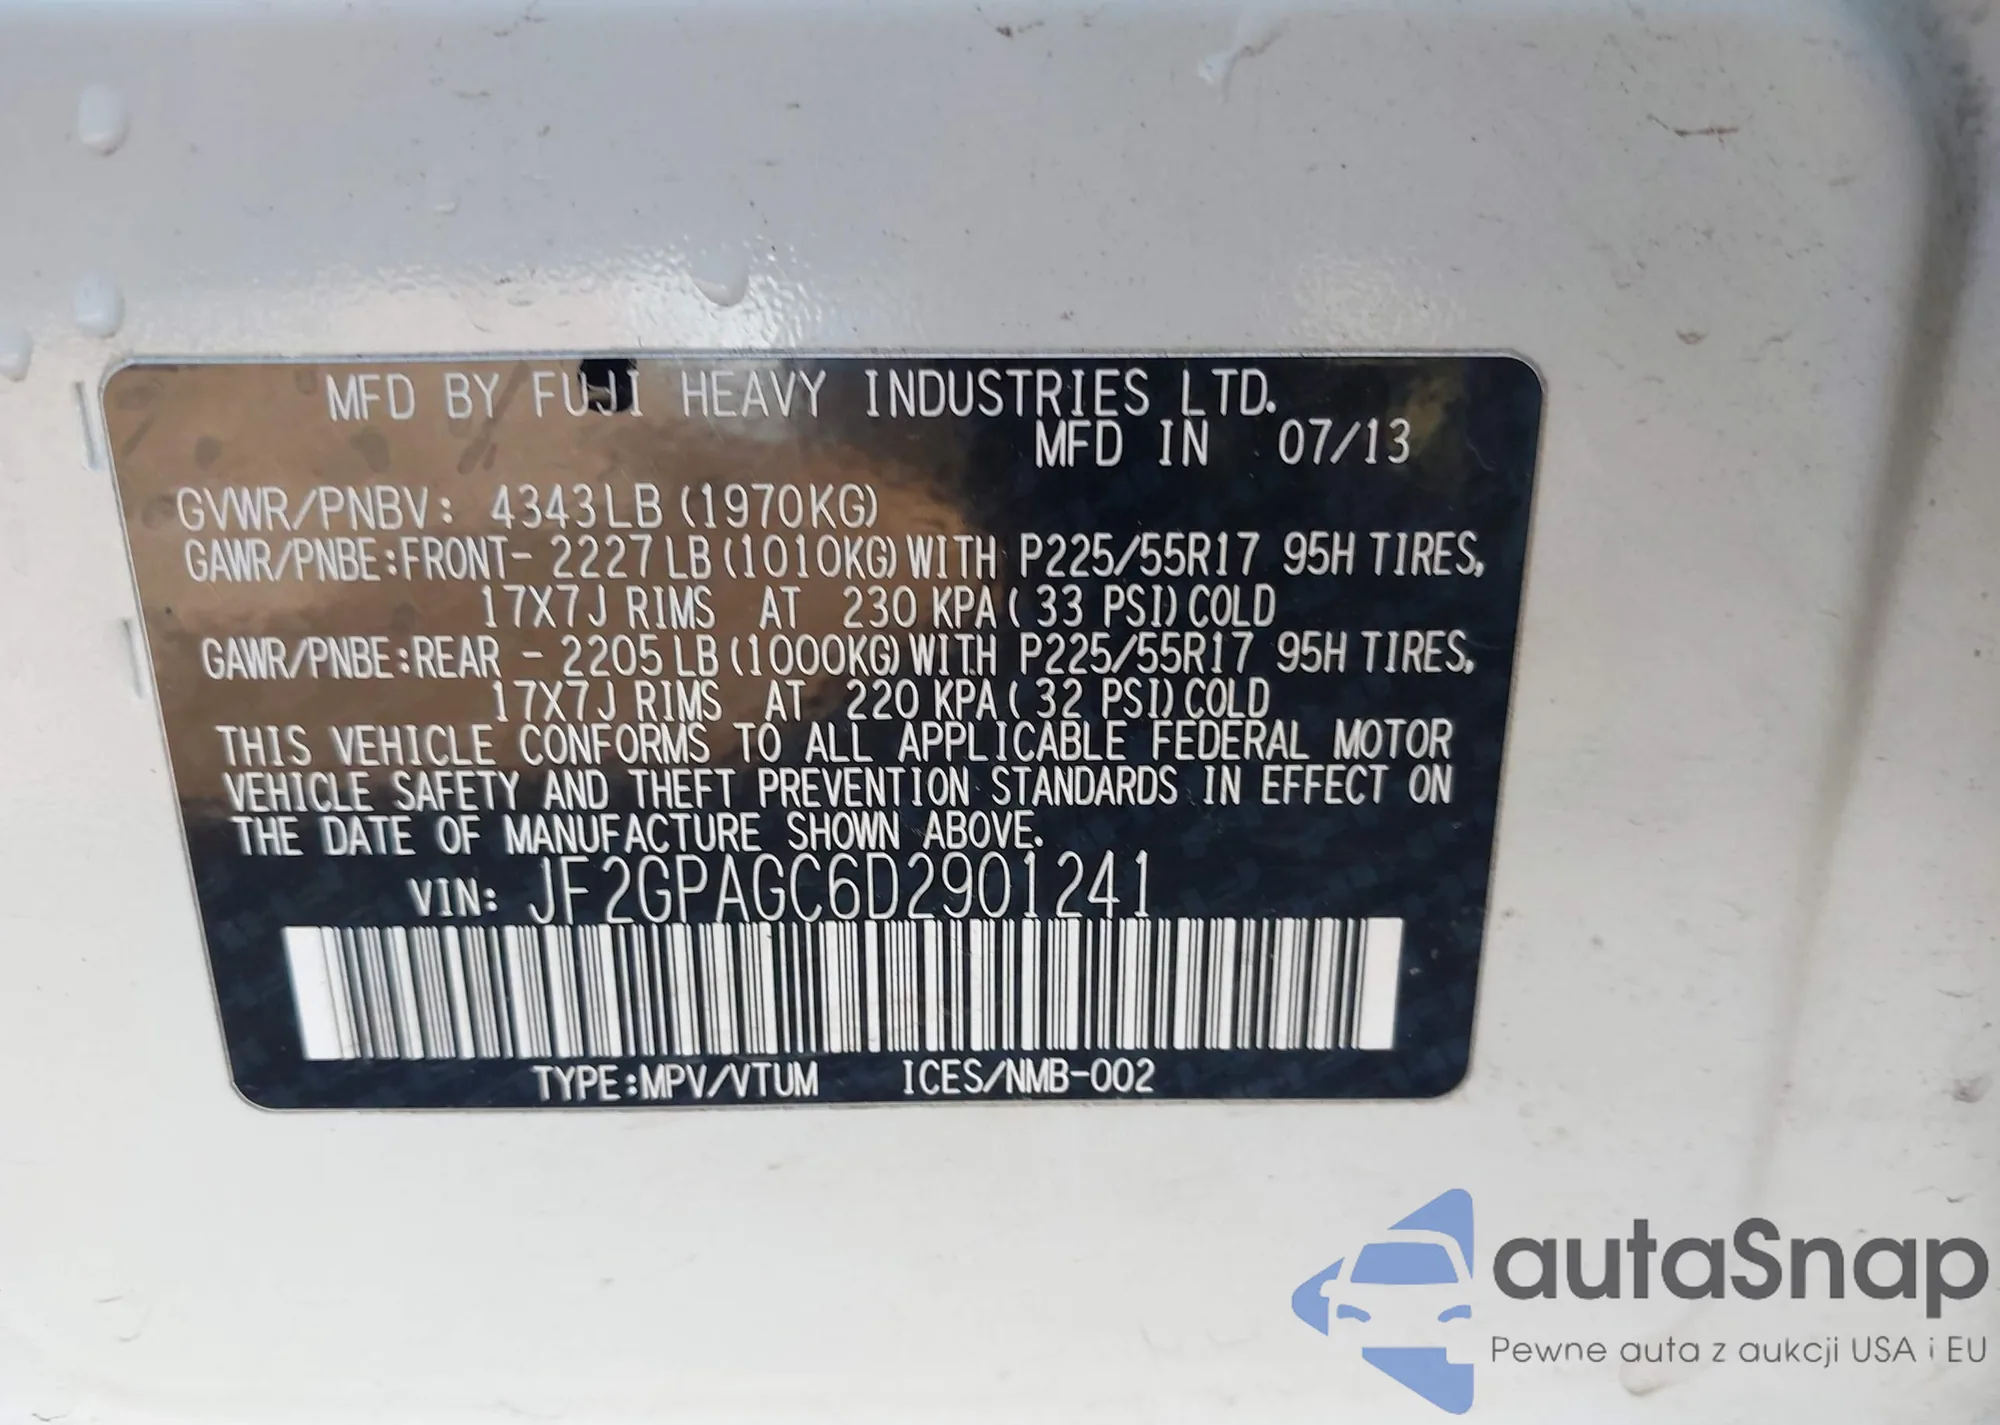 MFD BY FUJI HEAVY INDUSTRIES LTD.
MFD IN 07/13
GVWR/PNBV: 4343LB (1970KG)
GAWR/PNBE:FRONT- 2227LB (1010KG) WITH P225/55R17 95H TIRES,
17X7J RIMS AT 230 KPA( 33 PSI) COLD
GAWR/PNBE:REAR - 2205LB (1000KG) WITH P225/55R17 95H TIRES,
17X7J RIMS AT 220 KPA( 32 PSI) COLD
THIS VEHICLE CONFORMS TO ALL APPLICABLE FEDERAL MOTOR
VEHICLE SAFETY AND THEFT PREVENTION STANDARDS IN EFFECT ON
THE DATE OF MANUFACTURE SHOWN ABOVE.
VIN: JF2GPAGC6D2901241
TYPE:MPV/VTUM ICES/NMB-002
autaSnap
Pewne auta z aukcji USA i EU